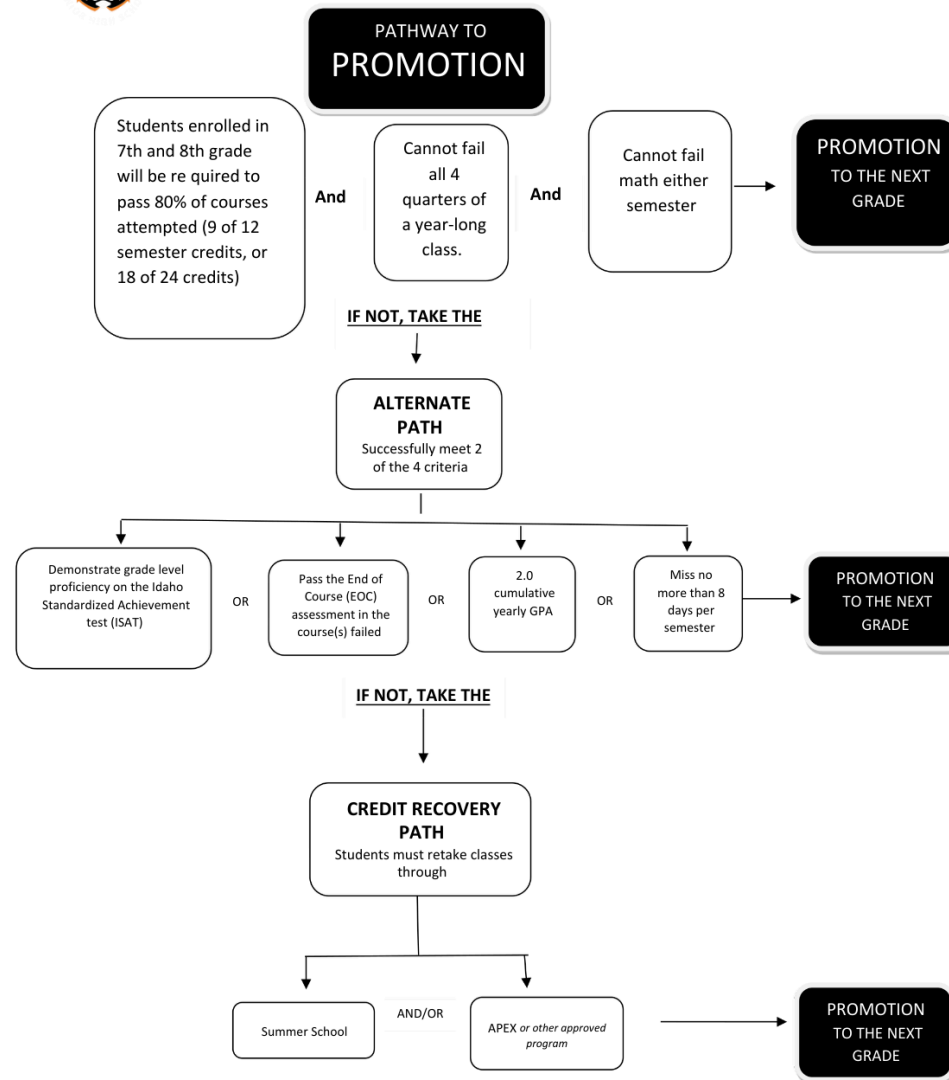 PATHWAY TO
PROMOTION
Students enrolled in
7th and 8th grade
will be re quired to
pass 80% of courses
attempted (9 of 12
semester credits, or
18 of 24 credits)
And
Cannot fail
all 4
quarters of
a year-long
class.
And
Cannot fail
math either
semester
PROMOTION
TO THE NEXT
GRADE
IF NOT, TAKE THE
ALTERNATE
PATH
Successfully meet 2
of the 4 criteria
Demonstrate grade level
proficiency on the Idaho
Standardized Achievement
test (ISAT)
OR
Pass the End of
Course (EOC)
assessment in the
course(s) failed
OR
2.0
cumulative
yearly GPA
OR
Miss no
more than 8
days per
semester
PROMOTION
TO THE NEXT
GRADE
IF NOT, TAKE THE
CREDIT RECOVERY
PATH
Students must retake classes
through
Summer School
AND/OR
APEX or other approved
program
PROMOTION
TO THE NEXT
GRADE